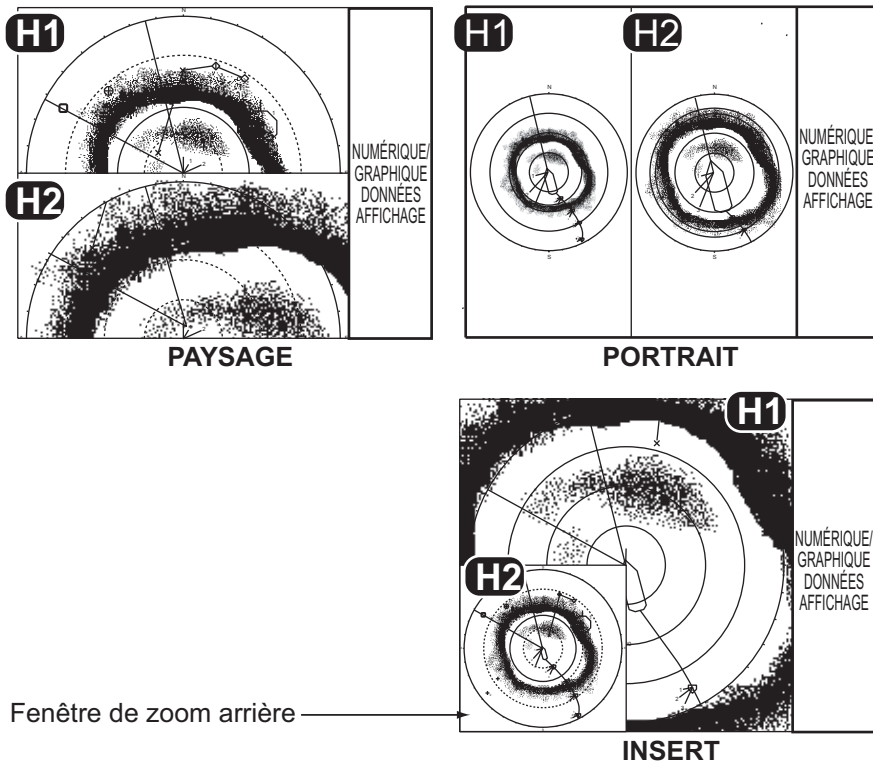 H1
NUMÉRIQUE/
GRAPHIQUE
DONNÉES
AFFICHAGE
N
H2
PAYSAGE
H1
H2
N
N
S
S
NUMÉRIQUE/
GRAPHIQUE
DONNÉES
AFFICHAGE
PORTRAIT
H1
NUMÉRIQUE/
GRAPHIQUE
DONNÉES
AFFICHAGE
H2
Fenêtre de zoom arrière
INSERT